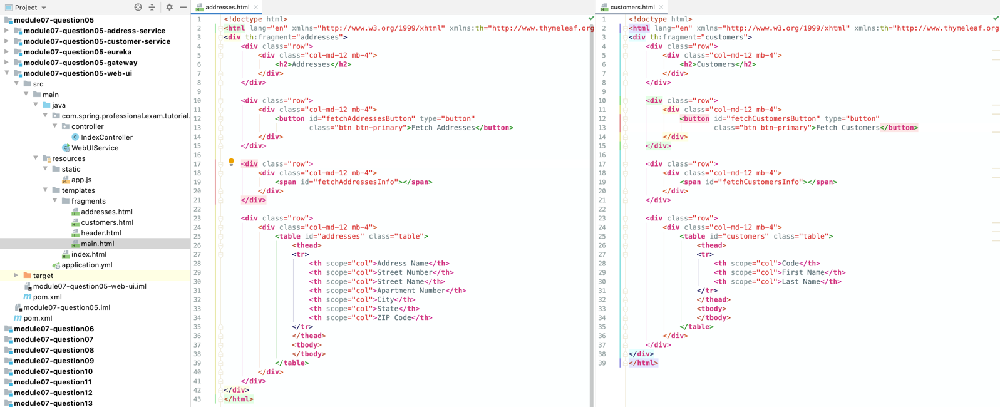 Project
module07-question05
module07-question05-address-service
module07-question05-customer-service
module07-question05-eureka
module07-question05-gateway
module07-question05-web-ui
src
main
java
com.spring.professional.exam.tutorial.
controller
IndexController
WebUIService
resources
static
app.js
templates
fragments
addresses.html
customers.html
header.html
main.html
index.html
application.yml
target
module07-question05-web-ui.iml
pom.xml
module07-question05.iml
pom.xml
module07-question06
module07-question07
module07-question08
module07-question09
module07-question10
module07-question11
module07-question12
module07-question13
addresses.html
1 <!doctype html>
2 <html lang="en" xmlns="http://www.w3.org/1999/xhtml" xmlns:th="http://www.thymeleaf.org
3 <div th:fragment="addresses">
4 <div class="row">
5 <div class="col-md-12 mb-4">
6 <h2>Addresses</h2>
7 </div>
8 </div>
9
10 <div class="row">
11 <div class="col-md-12 mb-4">
12 <button id="fetchAddressesButton" type="button"
13 class="btn btn-primary">Fetch Addresses</button>
14 </div>
15 </div>
16
17 <div class="row">
18 <div class="col-md-12 mb-4">
19 <span id="fetchAddressesInfo"></span>
20 </div>
21 </div>
22
23 <div class="row">
24 <div class="col-md-12 mb-4">
25 <table id="addresses" class="table">
26 <thead>
27 <tr>
28 <th scope="col">Address Name</th>
29 <th scope="col">Street Number</th>
30 <th scope="col">Street Name</th>
31 <th scope="col">Apartment Number</th>
32 <th scope="col">City</th>
33 <th scope="col">State</th>
34 <th scope="col">ZIP Code</th>
35 </tr>
36 </thead>
37 <tbody>
38 </tbody>
39 </table>
40 </div>
41 </div>
42 </div>
43 </html>
customers.html
1 <!doctype html>
2 <html lang="en" xmlns="http://www.w3.org/1999/xhtml" xmlns:th="http://www.thymeleaf.org
3 <div th:fragment="customers">
4 <div class="row">
5 <div class="col-md-12 mb-4">
6 <h2>Customers</h2>
7 </div>
8 </div>
9
10 <div class="row">
11 <div class="col-md-12 mb-4">
12 <button id="fetchCustomersButton" type="button"
13 class="btn btn-primary">Fetch Customers</button>
14 </div>
15 </div>
16
17 <div class="row">
18 <div class="col-md-12 mb-4">
19 <span id="fetchCustomersInfo"></span>
20 </div>
21 </div>
22
23 <div class="row">
24 <div class="col-md-12 mb-4">
25 <table id="customers" class="table">
26 <thead>
27 <tr>
28 <th scope="col">Code</th>
29 <th scope="col">First Name</th>
30 <th scope="col">Last Name</th>
31 </tr>
32 </thead>
33 <tbody>
34 </tbody>
35 </table>
36 </div>
37 </div>
38 </div>
39 </html>